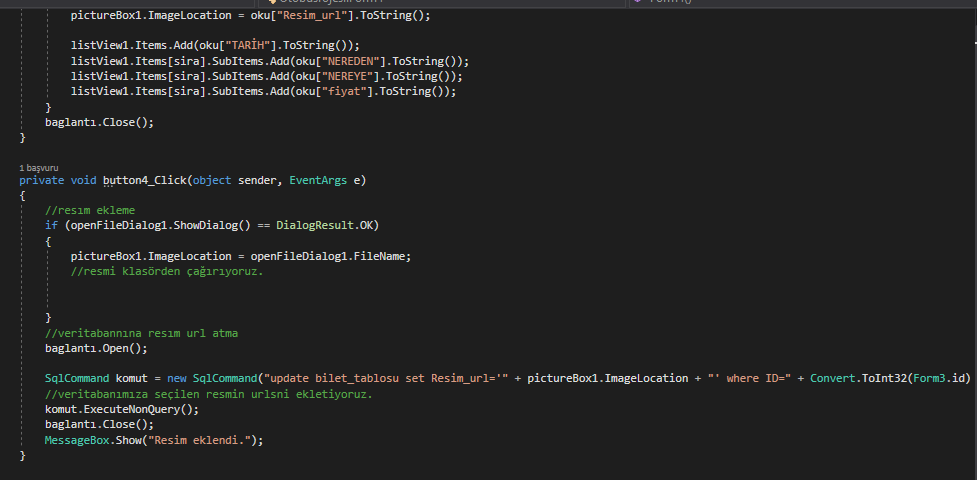 pictureBox1.ImageLocation = oku["Resim_url"].ToString();
listView1.Items.Add(oku["TARİH"].ToString());
listView1.Items[sira].SubItems.Add(oku["NEREDEN"].ToString());
listView1.Items[sira].SubItems.Add(oku["NEREYE"].ToString());
listView1.Items[sira].SubItems.Add(oku["fiyat"].ToString());
}
baglantı.Close();
}
1 başvuru
private void button4_Click(object sender, EventArgs e)
{
//resım ekleme
if (openFileDialog1.ShowDialog() == DialogResult.OK)
{
pictureBox1.ImageLocation = openFileDialog1.FileName;
//resmi klasörden çağırıyoruz.
}
//veritabannına resım url atma
baglantı.Open();
SqlCommand komut = new SqlCommand("update bilet_tablosu set Resim_url='" + pictureBox1.ImageLocation + "' where ID=" + Convert.ToInt32(Form3.id)
//veritabanımıza seçilen resmin urlsni ekletiyoruz.
komut.ExecuteNonQuery();
baglantı.Close();
MessageBox.Show("Resim eklendi.");
}